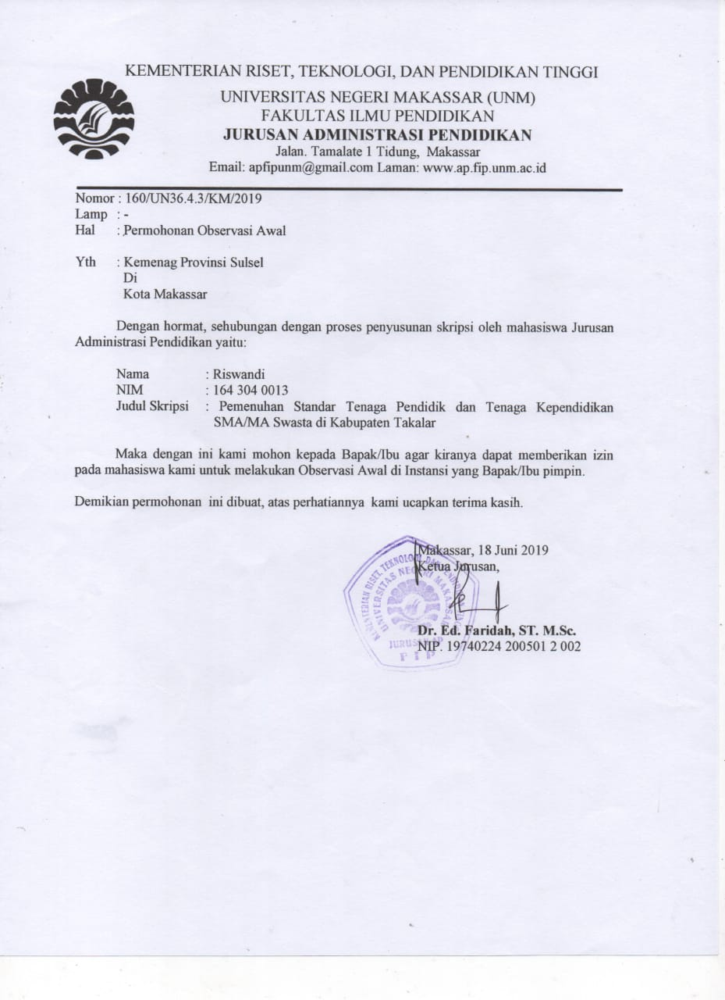 KEMENTERIAN RISET, TEKNOLOGI, DAN PENDIDIKAN TINGGI
UNIVERSITAS NEGERI MAKASSAR (UNM)
FAKULTAS ILMU PENDIDIKAN
JURUSAN ADMINISTRASI PENDIDIKAN
Jalan. Tamalate 1 Tidung, Makassar
Email: apfipunm@gmail.com Laman: www.ap.fip.unm.ac.id
Nomor : 160/UN36.4.3/KM/2019
Lamp : -
Hal : Permohonan Observasi Awal
Yth : Kemenag Provinsi Sulsel
Di
Kota Makassar
Dengan hormat, sehubungan dengan proses penyusunan skripsi oleh mahasiswa Jurusan
Administrasi Pendidikan yaitu:
Nama : Riswandi
NIM : 164 304 0013
Judul Skripsi : Pemenuhan Standar Tenaga Pendidik dan Tenaga Kependidikan
SMA/MA Swasta di Kabupaten Takalar
Maka dengan ini kami mohon kepada Bapak/Ibu agar kiranya dapat memberikan izin
pada mahasiswa kami untuk melakukan Observasi Awal di Instansi yang Bapak/Ibu pimpin.
Demikian permohonan ini dibuat, atas perhatiannya kami ucapkan terima kasih.
Makassar, 18 Juni 2019
Ketua Jurusan,
Dr. Ed. Faridah, ST. M.Sc.
NIP. 19740224 200501 2 002
UNIVERSITAS NEGERI MAKASSAR
JURUSAN AP
FIP